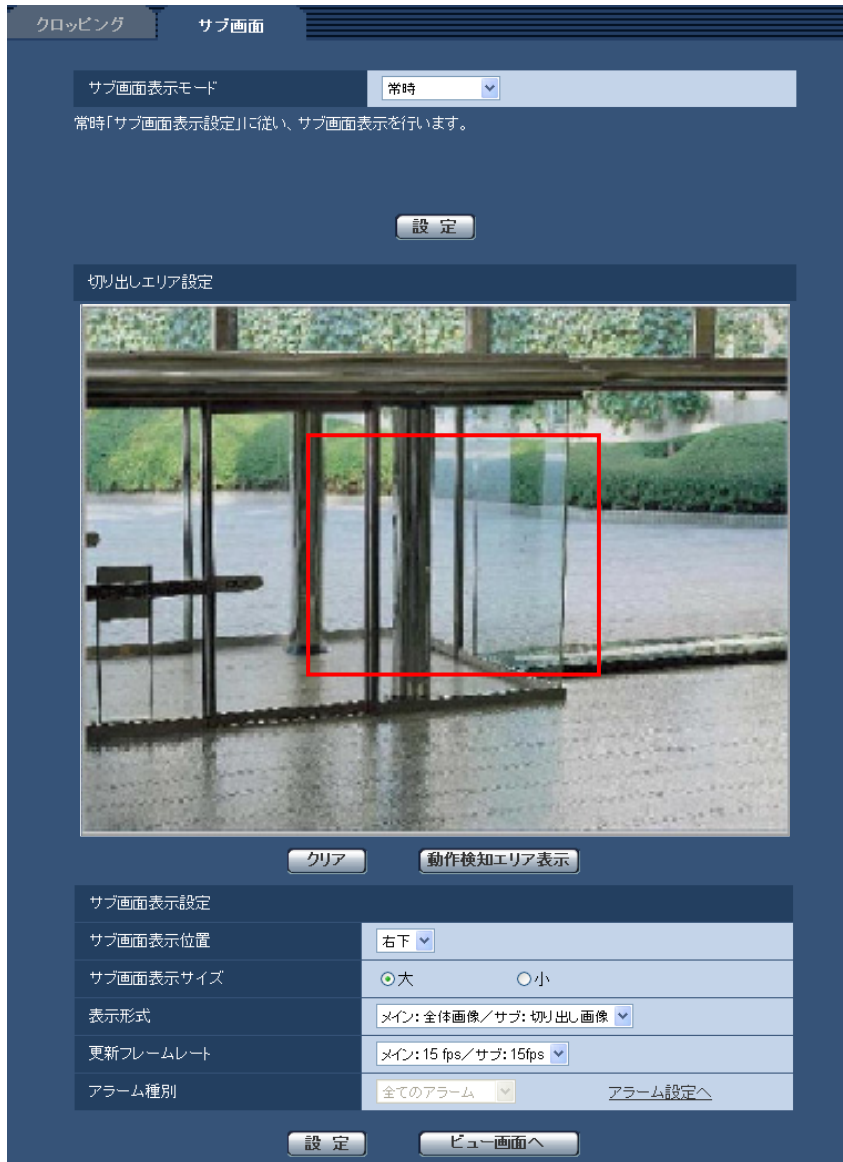 クロッピング サブ画面
サブ画面表示モード 常時
常時「サブ画面表示設定」に従い、サブ画面表示を行います。
設 定
切り出しエリア設定
クリア 動作検知エリア表示
サブ画面表示設定
サブ画面表示位置 右下
サブ画面表示サイズ 大 小
表示形式 メイン:全体画像/サブ:切り出し画像
更新フレームレート メイン:15 fps/サブ:15fps
アラーム種別 全てのアラーム アラーム設定へ
設 定 ビュー画面へ